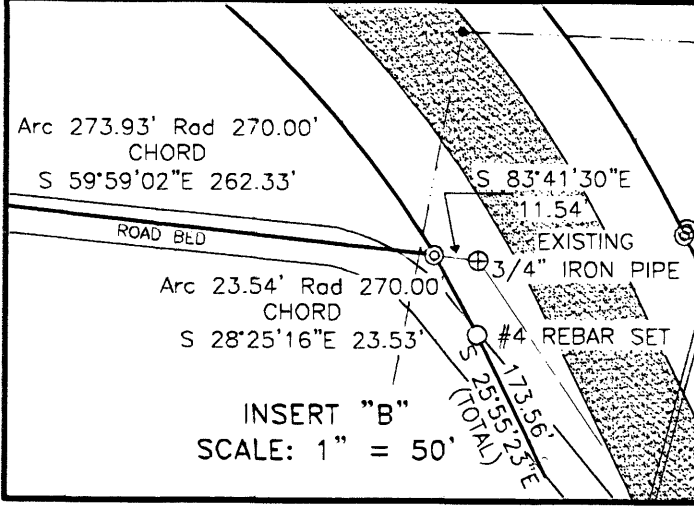 Arc 273.93' Rad 270.00'
CHORD
S 59°59'02"E 262.33'
S 83°41'30"E
11.54'
ROAD BED
EXISTING
3/4" IRON PIPE
Arc 23.54' Rad 270.00'
CHORD
S 28°25'16"E 23.53'
#4 REBAR SET
173.56'
S 25°55'23"E
(TOTAL)
INSERT "B"
SCALE: 1" = 50'